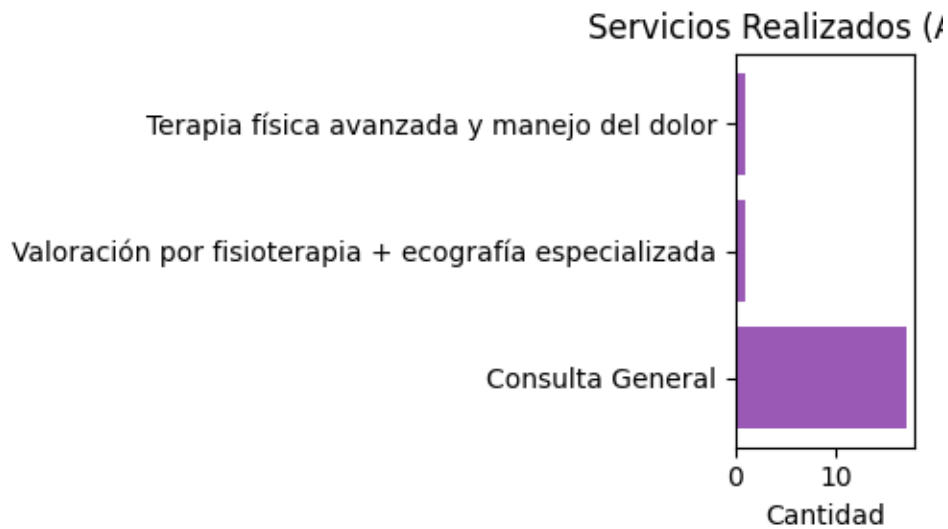 Servicios Realizados (A
Terapia física avanzada y manejo del dolor
Valoración por fisioterapia + ecografía especializada
Consulta General
0 10
Cantidad